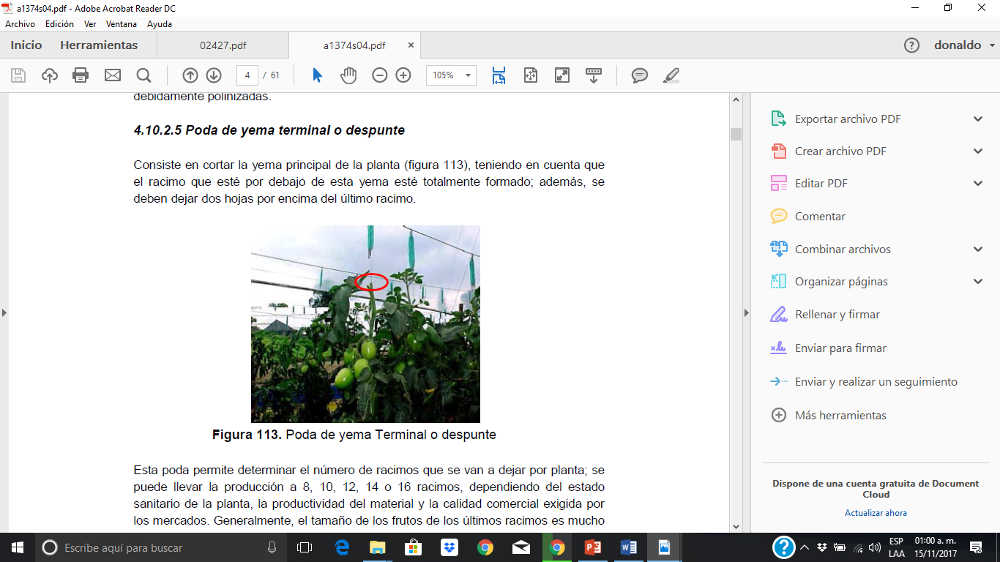 a1374s04.pdf - Adobe Acrobat Reader DC
Archivo Edición Ver Ventana Ayuda
Inicio Herramientas 02427.pdf a1374s04.pdf × ? donaldo
4 / 61 105%
debidamente polinizadas.
4.10.2.5 Poda de yema terminal o despunte
Consiste en cortar la yema principal de la planta (figura 113), teniendo en cuenta que
el racimo que esté por debajo de esta yema esté totalmente formado; además, se
deben dejar dos hojas por encima del último racimo.
Figura 113. Poda de yema Terminal o despunte
Esta poda permite determinar el número de racimos que se van a dejar por planta; se
puede llevar la producción a 8, 10, 12, 14 o 16 racimos, dependiendo del estado
sanitario de la planta, la productividad del material y la calidad comercial exigida por
los mercados. Generalmente, el tamaño de los frutos de los últimos racimos es mucho
Exportar archivo PDF
Crear archivo PDF
Editar PDF
Comentar
Combinar archivos
Organizar páginas
Rellenar y firmar
Enviar para firmar
Enviar y realizar un seguimiento
Más herramientas
Dispone de una cuenta gratuita de Document
Cloud
Actualizar ahora
Escribe aquí para buscar
ESP 01:00 a. m.
LAA 15/11/2017